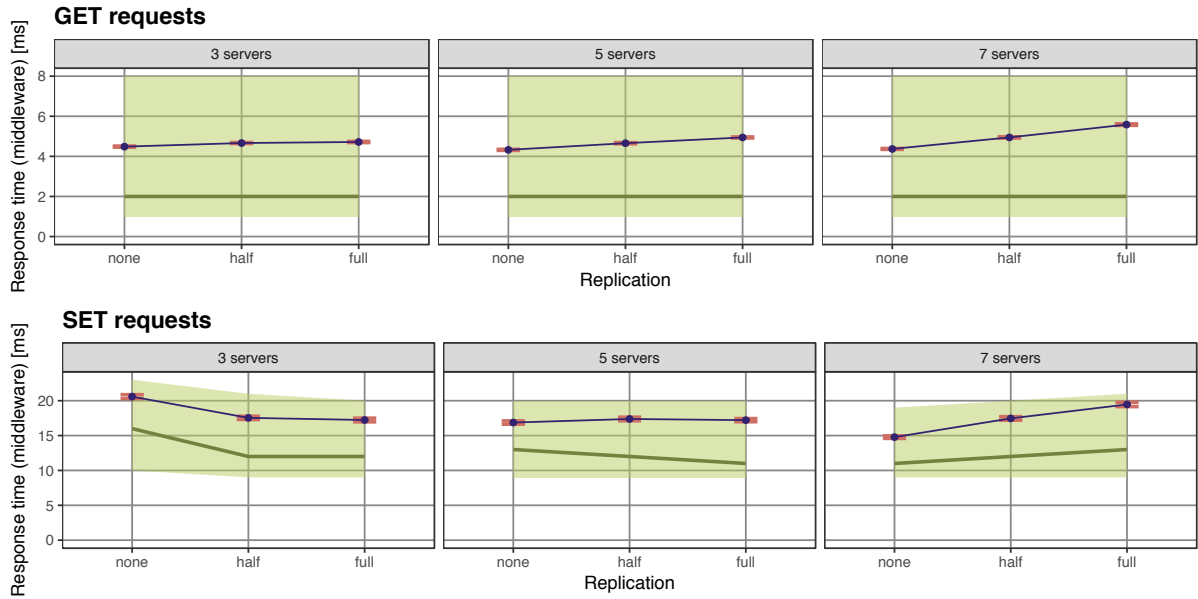 GET requests
Response time (middleware) [ms]
3 servers
5 servers
7 servers
8
6
4
2
0
none
half
full
none
half
full
none
half
full
Replication
SET requests
Response time (middleware) [ms]
3 servers
5 servers
7 servers
20
15
10
5
0
none
half
full
none
half
full
none
half
full
Replication